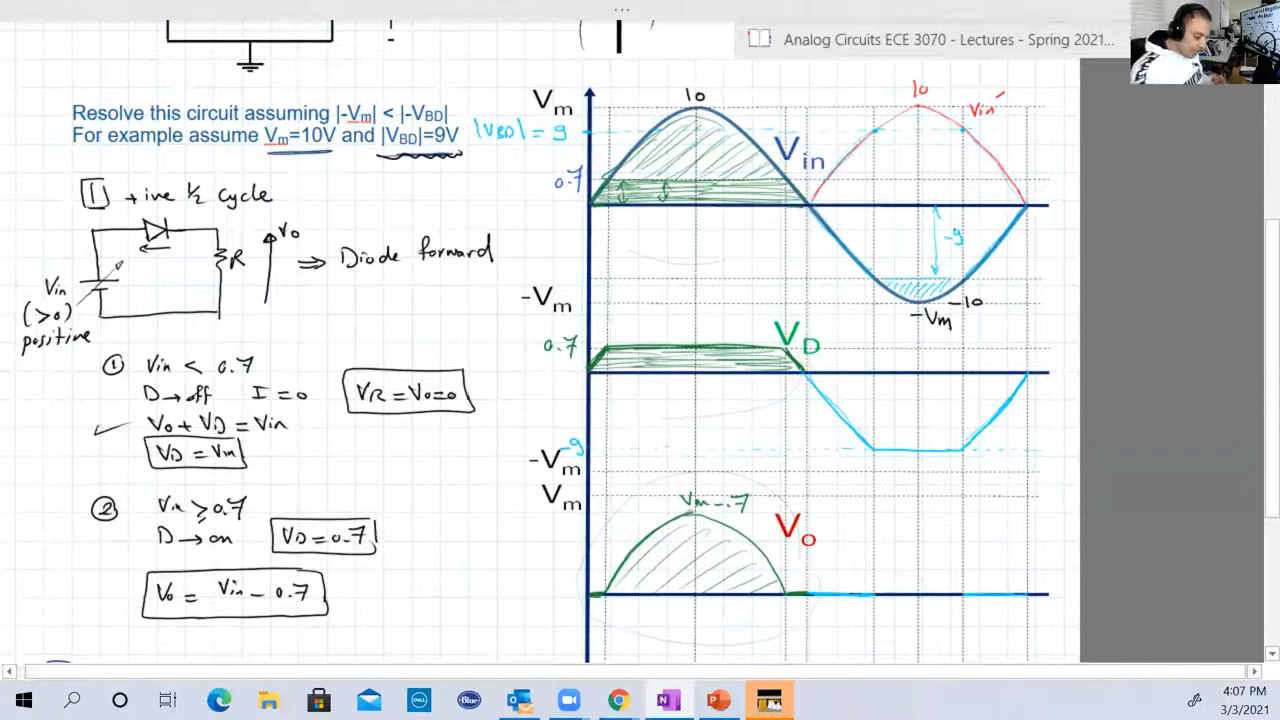 Analog Circuits ECE 3070 - Lectures - Spring 2021...
Resolve this circuit assuming |-Vm| < |-VBD|
For example assume Vm=10V and |VBD|=9V
1 +ive ½ cycle
Vo
R
⇒ Diode forward
Vin
(>0)
positive
① Vin < 0.7
D → off I = 0
VR = Vo = 0
Vo + VD = Vin
VD = Vin
② Vin ≥ 0.7
D → on
VD = 0.7
Vo = Vin - 0.7
Vm
10
10
Vin'
|VBD| = 9
Vin
0.7
-9
-Vm
-10
-Vm
VD
0.7
-9
-Vm
Vm
Vm-.7
Vo
DELL
Blue
4:07 PM
3/3/2021